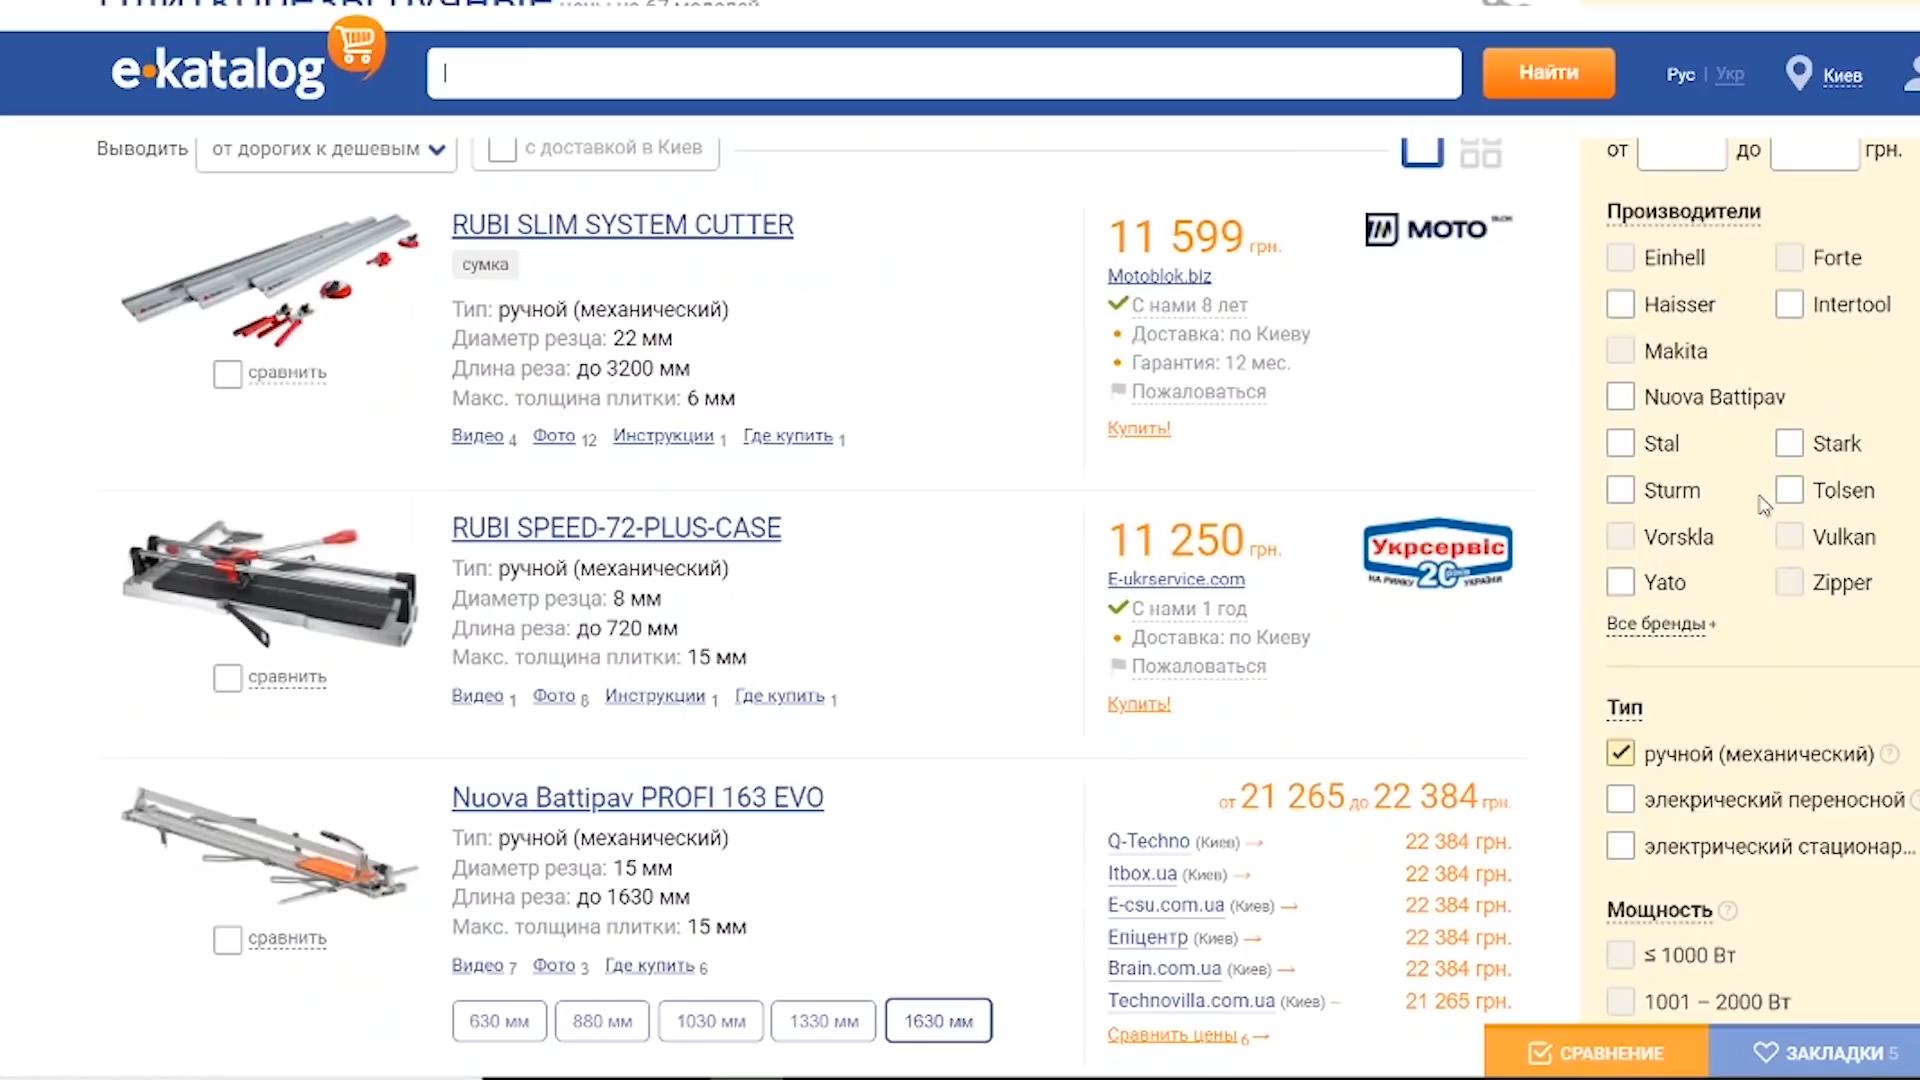 цены на 67 моделей
e·katalog
Найти
Рус | Укр
Киев
Выводить
от дорогих к дешевым
с доставкой в Киев
от
до
грн.
RUBI SLIM SYSTEM CUTTER
сумка
Тип: ручной (механический)
Диаметр резца: 22 мм
Длина реза: до 3200 мм
Макс. толщина плитки: 6 мм
Видео 4 Фото 12 Инструкции 1 Где купить 1
сравнить
11 599 грн.
Motoblok.biz
С нами 8 лет
Доставка: по Киеву
Гарантия: 12 мес.
Пожаловаться
Купить!
MOTO
RUBI SPEED-72-PLUS-CASE
Тип: ручной (механический)
Диаметр резца: 8 мм
Длина реза: до 720 мм
Макс. толщина плитки: 15 мм
Видео 1 Фото 8 Инструкции 1 Где купить 1
сравнить
11 250 грн.
E-ukrservice.com
С нами 1 год
Доставка: по Киеву
Пожаловаться
Купить!
Укрсервіс
НА РИНКУ 20 років УКРАЇНИ
Nuova Battipav PROFI 163 EVO
Тип: ручной (механический)
Диаметр резца: 15 мм
Длина реза: до 1630 мм
Макс. толщина плитки: 15 мм
Видео 7 Фото 3 Где купить 6
сравнить
630 мм 880 мм 1030 мм 1330 мм 1630 мм
от 21 265 до 22 384 грн.
Q-Techno (Киев) → 22 384 грн.
Itbox.ua (Киев) → 22 384 грн.
E-csu.com.ua (Киев) → 22 384 грн.
Епіцентр (Киев) → 22 384 грн.
Brain.com.ua (Киев) → 22 384 грн.
Technovilla.com.ua (Киев) – 21 265 грн.
Сравнить цены 6 →
Производители
Einhell Forte
Haisser Intertool
Makita
Nuova Battipav
Stal Stark
Sturm Tolsen
Vorskla Vulkan
Yato Zipper
Все бренды +
Тип
ручной (механический) ?
элекрический переносной
электрический стационар...
Мощность ?
≤ 1000 Вт
1001 – 2000 Вт
СРАВНЕНИЕ
ЗАКЛАДКИ 5